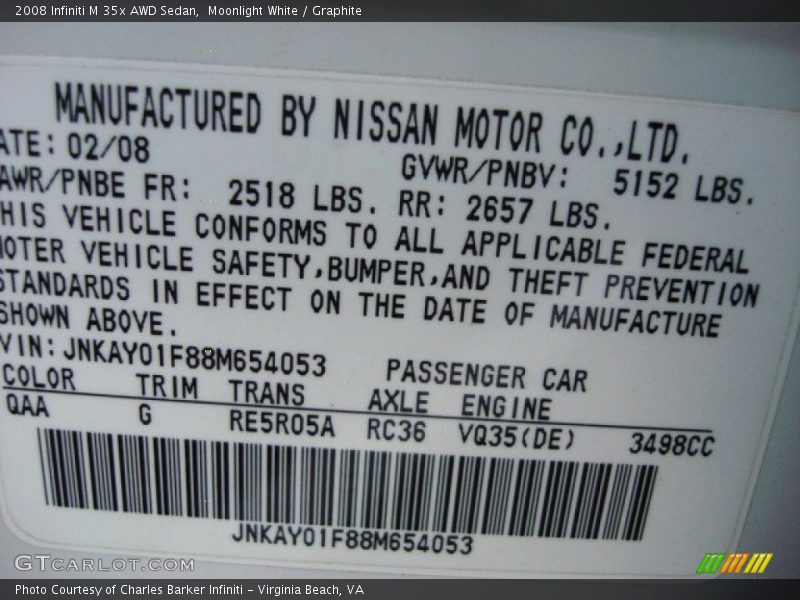 2008 Infiniti M 35x AWD Sedan,  Moonlight White / Graphite
MANUFACTURED BY NISSAN MOTOR CO.,LTD.
ATE: 02/08
GVWR/PNBV: 5152 LBS.
AWR/PNBE FR: 2518 LBS. RR: 2657 LBS.
HIS VEHICLE CONFORMS TO ALL APPLICABLE FEDERAL
OTER VEHICLE SAFETY,BUMPER,AND THEFT PREVENTION
STANDARDS IN EFFECT ON THE DATE OF MANUFACTURE
SHOWN ABOVE.
VIN: JNKAY01F88M654053 PASSENGER CAR
COLOR TRIM TRANS AXLE ENGINE
QAA G RE5R05A RC36 VQ35(DE) 3498CC
JNKAY01F88M654053
GTCARLOT.COM
Photo Courtesy of Charles Barker Infiniti - Virginia Beach, VA